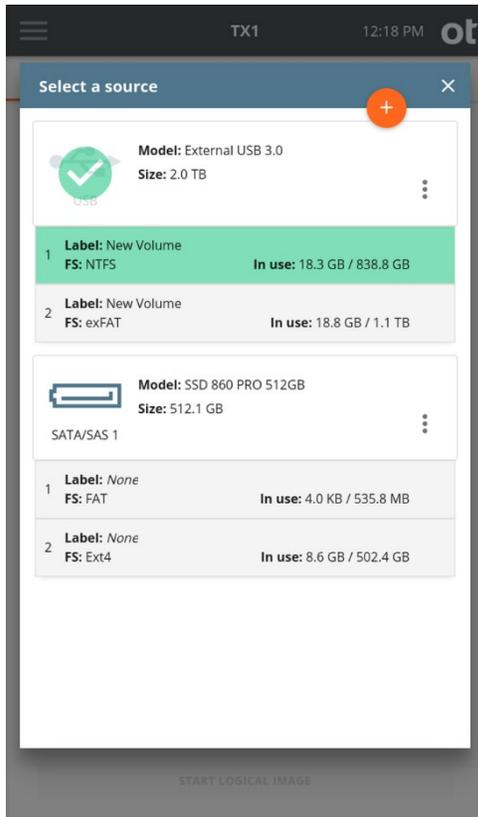 TX1 12:18 PM ot
Select a source
+
Model: External USB 3.0
Size: 2.0 TB
USB
1
Label: New Volume
FS: NTFS In use: 18.3 GB / 838.8 GB
2
Label: New Volume
FS: exFAT In use: 18.8 GB / 1.1 TB
Model: SSD 860 PRO 512GB
Size: 512.1 GB
SATA/SAS 1
1
Label: None
FS: FAT In use: 4.0 KB / 535.8 MB
2
Label: None
FS: Ext4 In use: 8.6 GB / 502.4 GB
START LOGICAL IMAGE